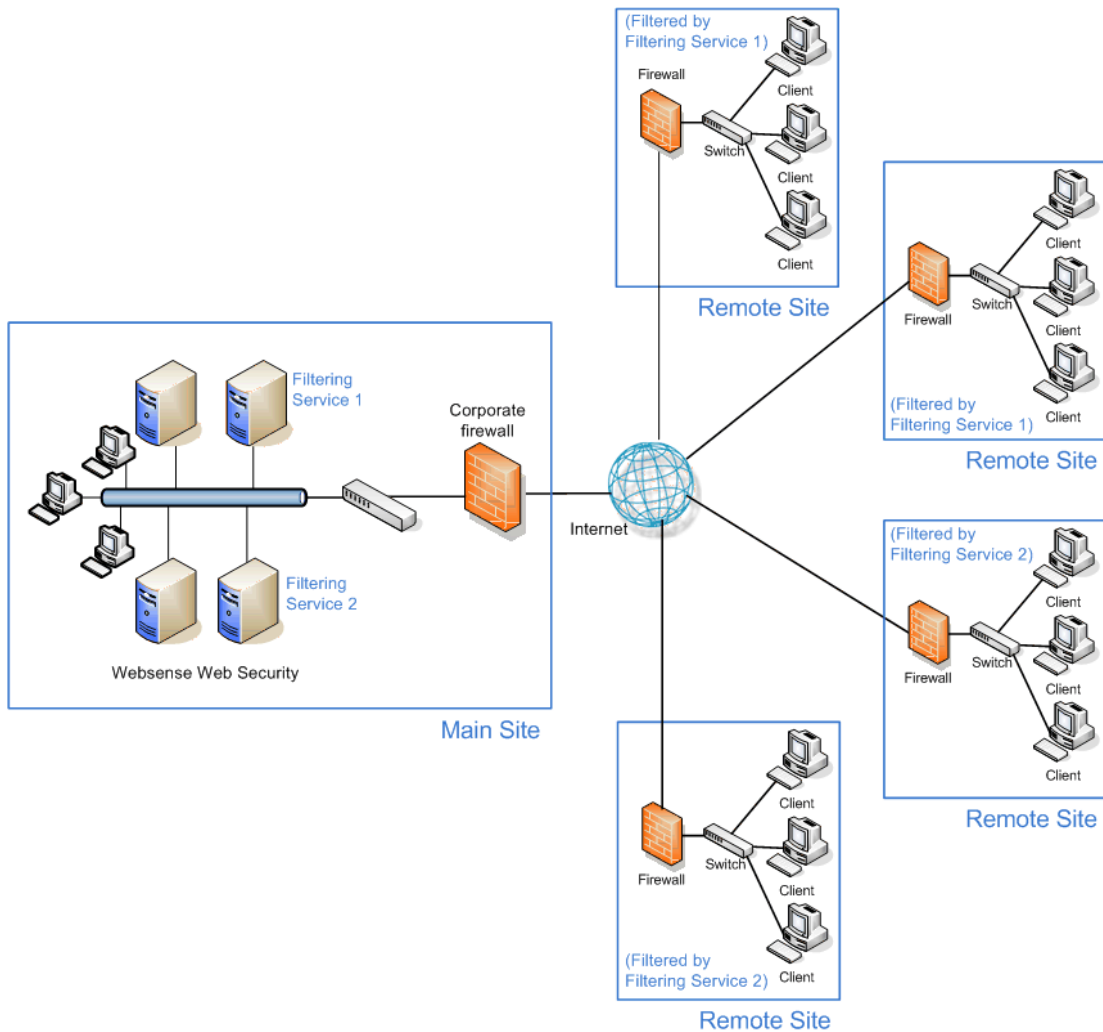 (Filtered by
Filtering Service 1)
Firewall
Client
Switch
Client
Client
Remote Site
Client
Switch
Firewall
Client
(Filtered by
Filtering Service 1)
Client
Remote Site
Filtering
Service 1
Corporate
firewall
Internet
Filtering
Service 2
Websense Web Security
Main Site
(Filtered by
Filtering Service 2)
Client
Switch
Firewall
Client
Client
Remote Site
Client
Switch
Firewall
Client
(Filtered by
Filtering Service 2)
Client
Remote Site